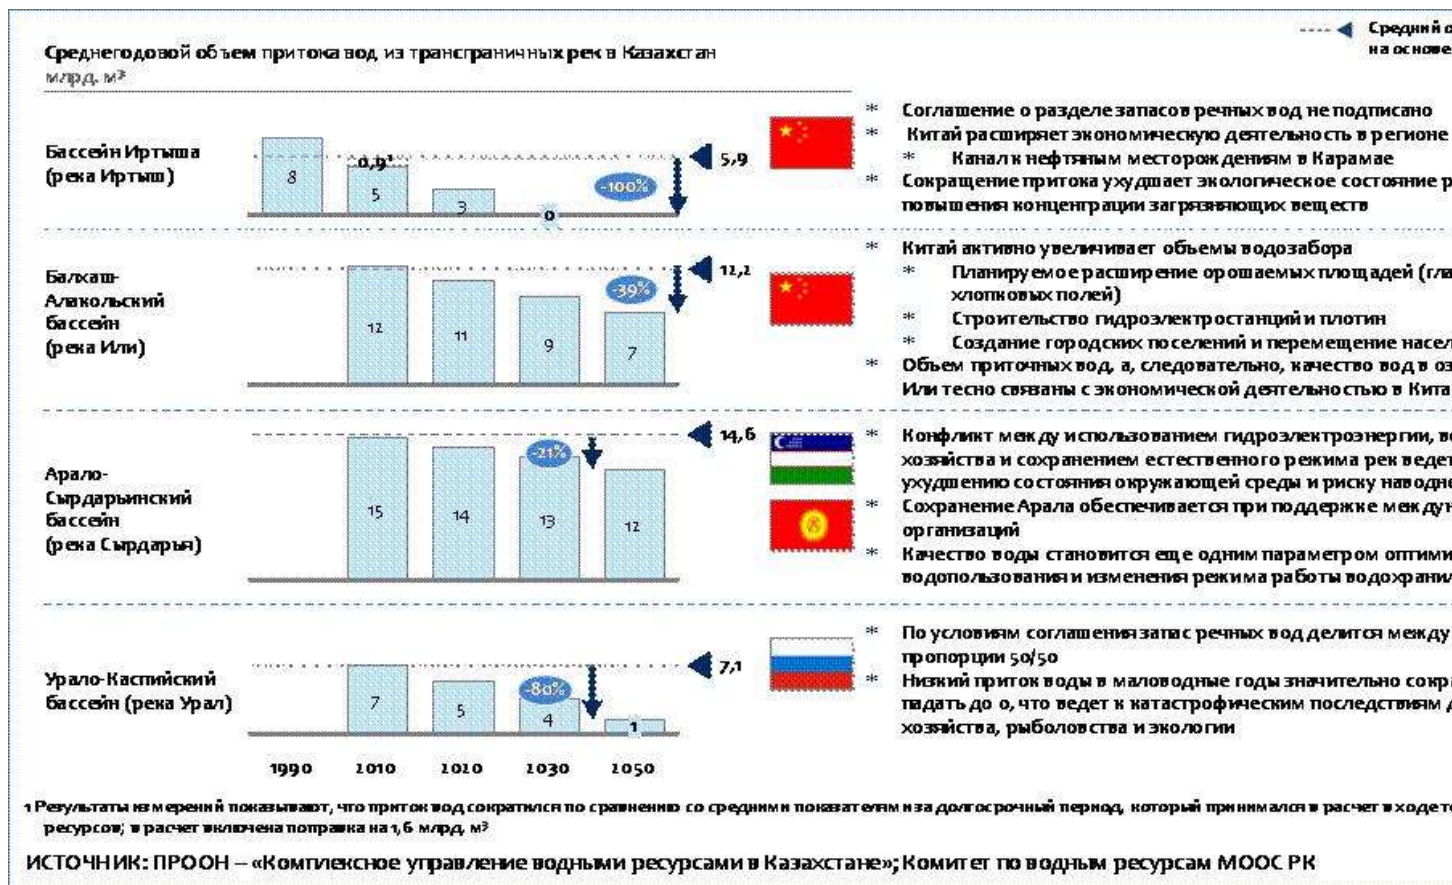 Средний о
на основе
Среднегодовой объем притока вод из трансграничных рек в Казахстан
млрд. м³
Бассейн Иртыша
(река Иртыш)
8
0,9¹
5
3
0
-100%
5,9
* Соглашение о разделе запасов речных вод не подписано
* Китай расширяет экономическую деятельность в регионе
* Канал к нефтяным месторождениям в Карамае
* Сокращение притока ухудшает экологическое состояние р
повышения концентрации загрязняющих веществ
Балхаш-
Алакольский
бассейн
(река Или)
12
11
9
7
-39%
12,2
* Китай активно увеличивает объемы водозабора
* Планируемое расширение орошаемых площадей (гла
хлопковых полей)
* Строительство гидроэлектростанций и плотин
* Создание городских поселений и перемещение насел
* Объем приточных вод, а, следовательно, качество вод в оз
Или тесно связаны с экономической деятельностью в Кита
Арало-
Сырдарьинский
бассейн
(река Сырдарья)
15
14
13
12
-21%
14,6
* Конфликт между использованием гидроэлектроэнергии, во
хозяйства и сохранением естественного режима рек ведет
ухудшению состояния окружающей среды и риску наводне
* Сохранение Арала обеспечивается при поддержке междун
организаций
* Качество воды становится еще одним параметром оптими
водопользования и изменения режима работы водохранил
Урало-Каспийский
бассейн (река Урал)
7
5
4
1
-80%
7,1
* По условиям соглашения запас речных вод делится между
пропорции 50/50
* Низкий приток воды в маловодные годы значительно сокра
падать до 0, что ведет к катастрофическим последствиям д
хозяйства, рыболовства и экологии
1990 2010 2020 2030 2050
1 Результаты измерений показывают, что приток вод сократился по сравнению со средними показателями за долгосрочный период, который принимался в расчет в ходе то
ресурсов; в расчет включена поправка на 1,6 млрд. м³
ИСТОЧНИК: ПРООН – «Комплексное управление водными ресурсами в Казахстане»; Комитет по водным ресурсам МООС РК